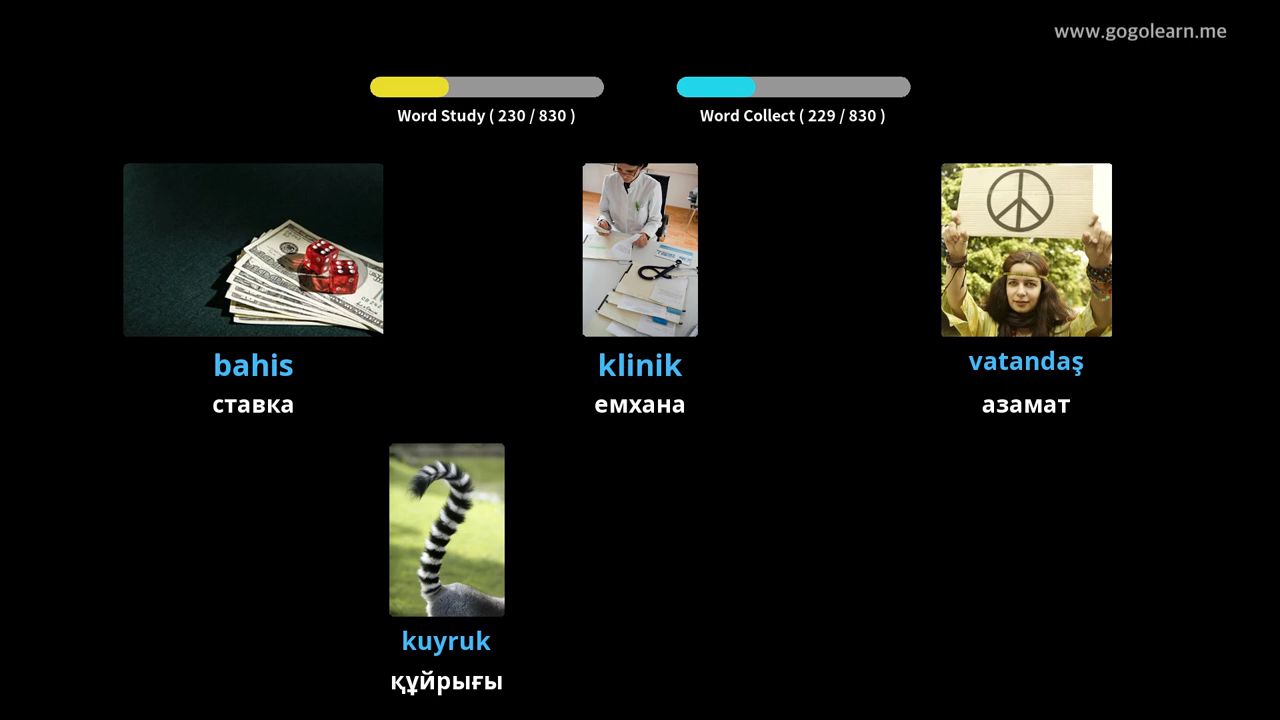 www.gogolearn.me
Word Study ( 230 / 830 )
Word Collect ( 229 / 830 )
bahis
ставка
klinik
емхана
vatandaş
азамат
kuyruk
құйрығы